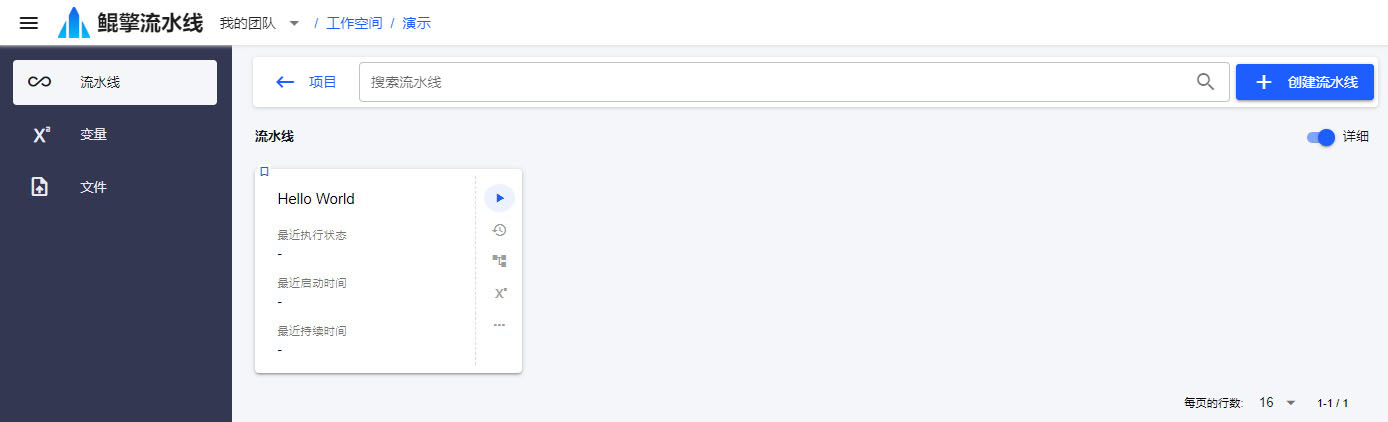 鲲擎流水线 我的团队 / 工作空间 / 演示
流水线
变量
文件
项目 搜索流水线 创建流水线
流水线 详细
Hello World
最近执行状态
-
最近启动时间
-
最近持续时间
-
每页的行数: 16 1-1 / 1